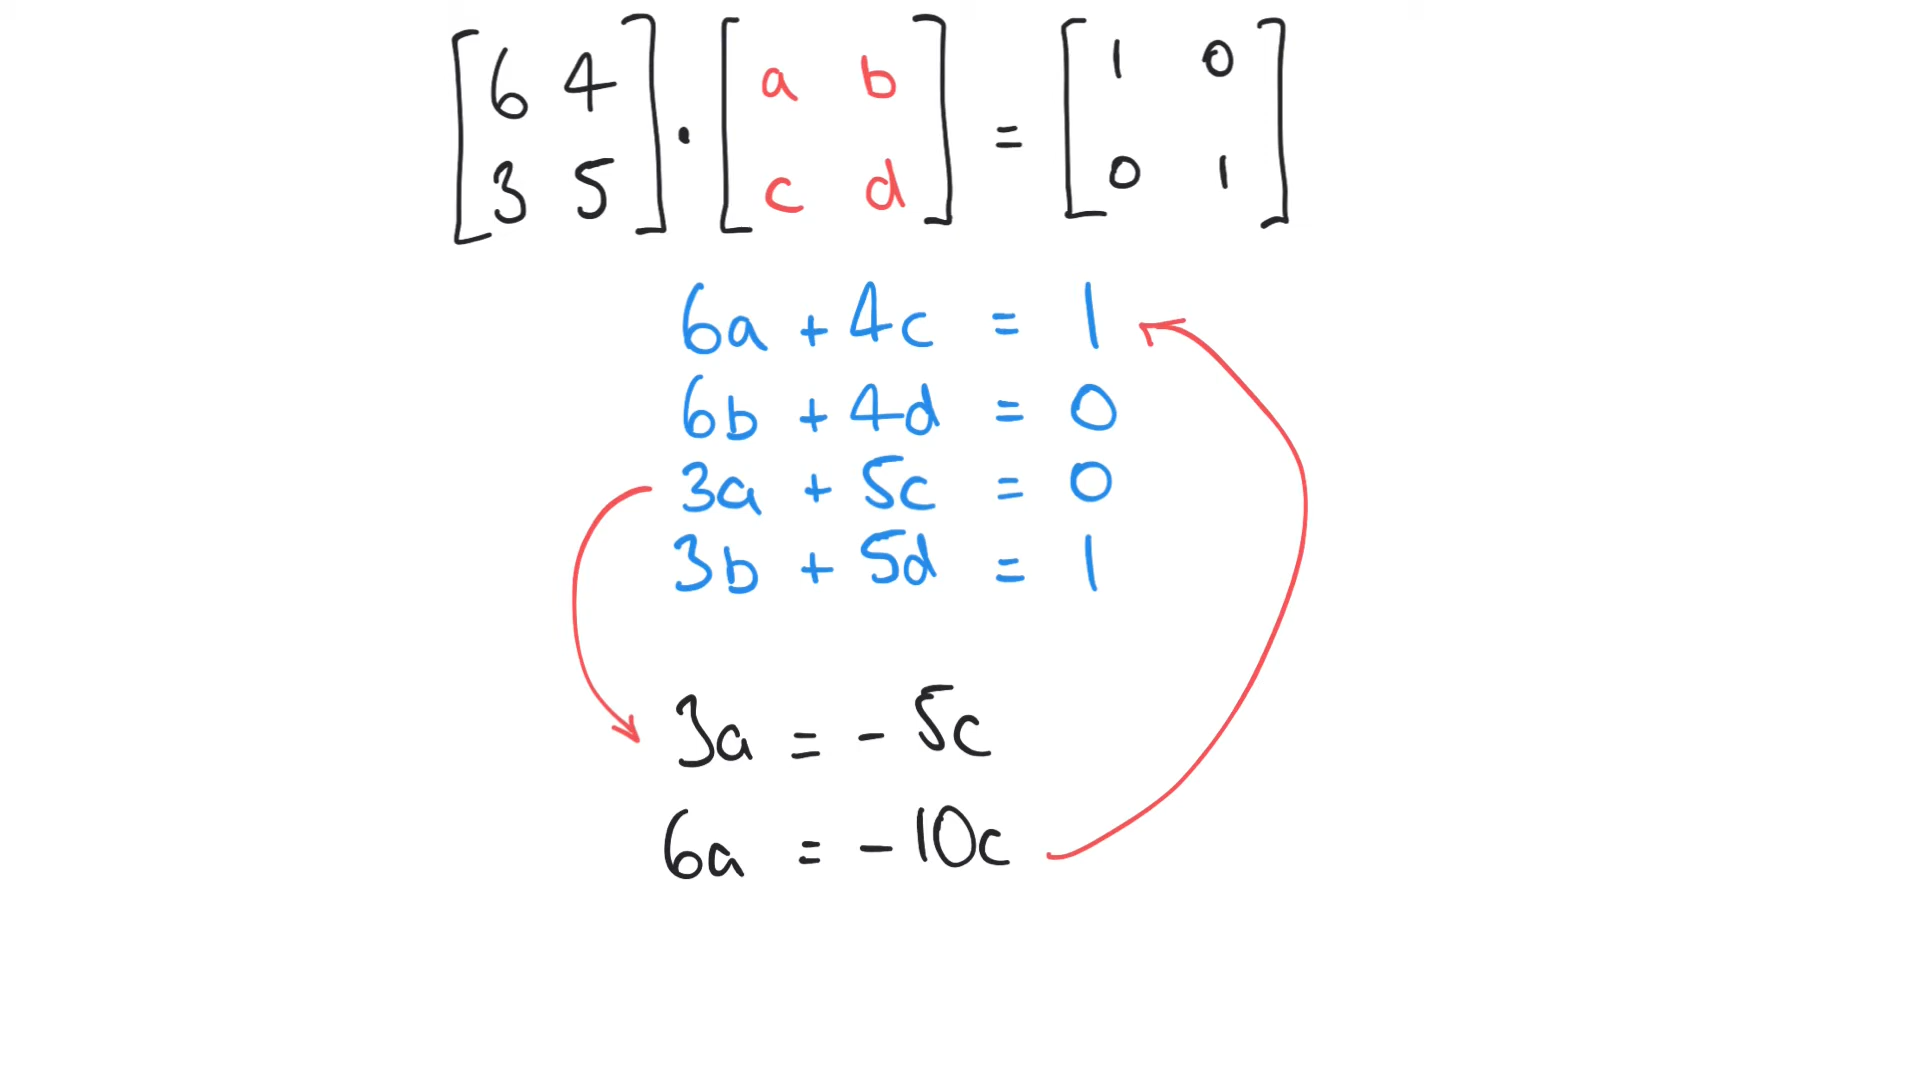 [6 4 3 5] · [a b c d] = [1 0 0 1]
6a + 4c = 1
6b + 4d = 0
3a + 5c = 0
3b + 5d = 1
3a = - 5c
6a = - 10c